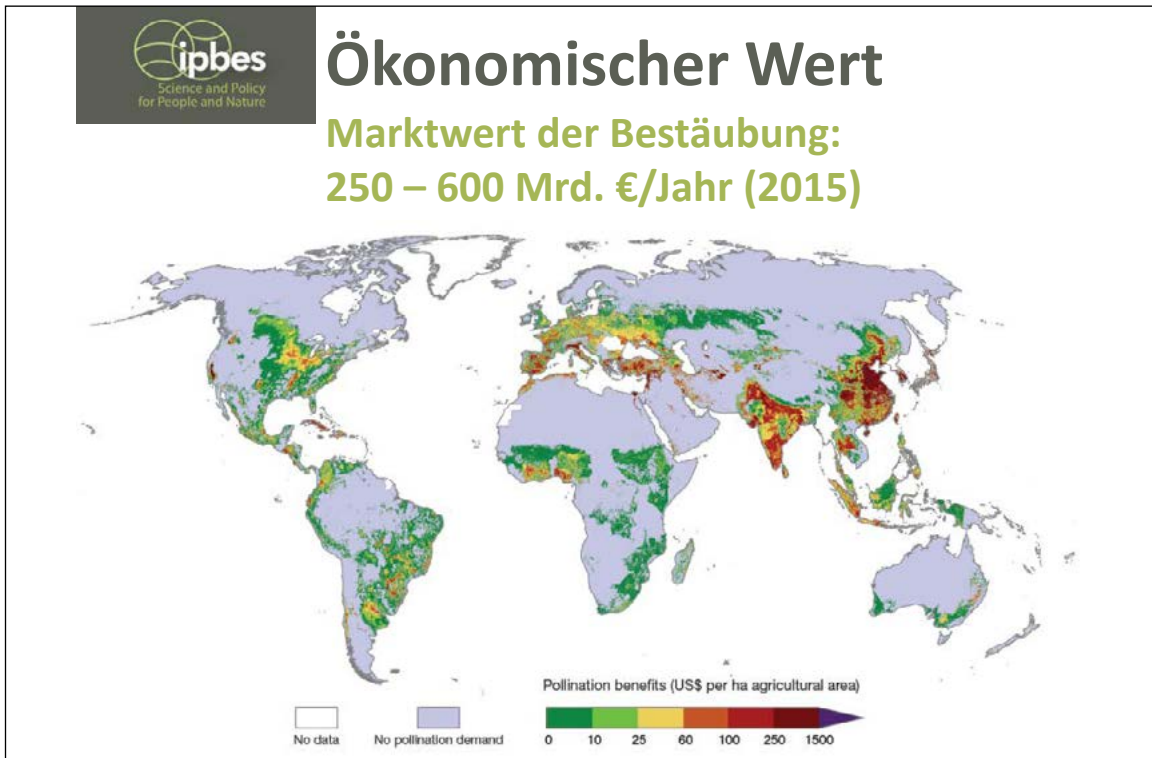 ipbes
Science and Policy
for People and Nature
Ökonomischer Wert
Marktwert der Bestäubung:
250 – 600 Mrd. €/Jahr (2015)
Pollination benefits (US$ per ha agricultural area)
No data
No pollination demand
0 10 25 60 100 250 1500